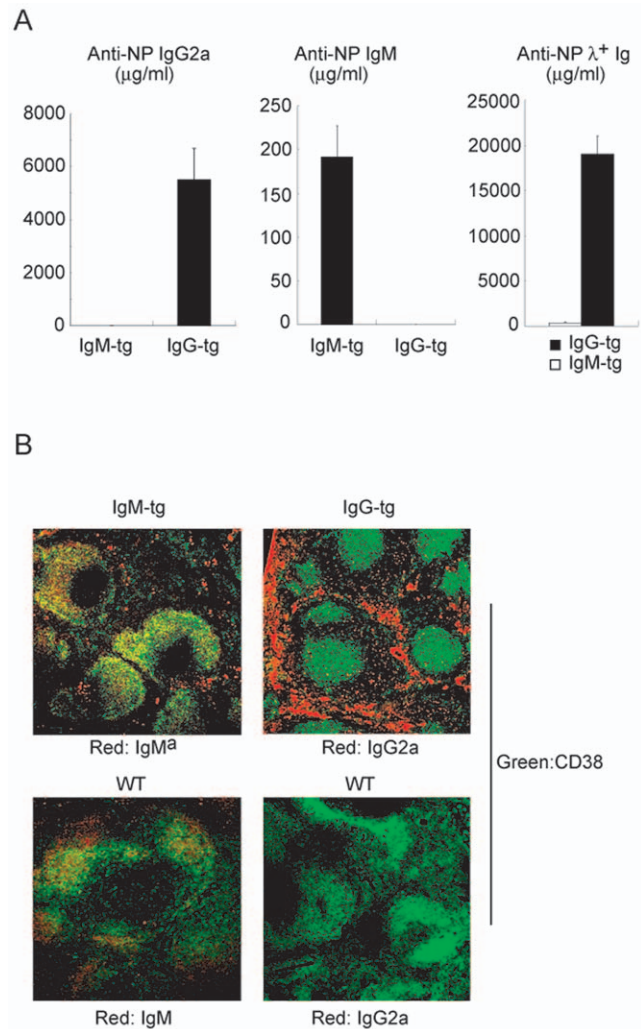 A
Anti-NP IgG2a
(μg/ml)
8000
6000
4000
2000
0
IgM-tg IgG-tg
Anti-NP IgM
(μg/ml)
250
200
150
100
50
0
IgM-tg IgG-tg
Anti-NP λ+ Ig
(μg/ml)
25000
20000
15000
10000
5000
0
IgG-tg
IgM-tg
B
IgM-tg IgG-tg
Red: IgMa Red: IgG2a
WT WT
Green:CD38
Red: IgM Red: IgG2a